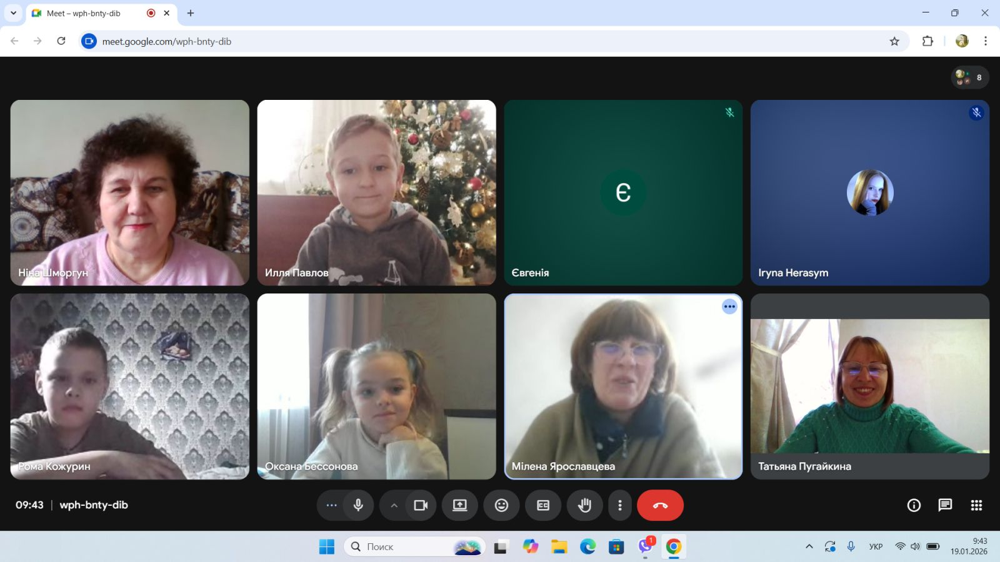 Meet – wph-bnty-dib
meet.google.com/wph-bnty-dib
8
Ніна Шморгун
Илля Павлов
Є
Євгенія
Iryna Herasym
Рома Кожурин
Оксана Бессонова
Мілена Ярославцева
Татьяна Пугайкина
09:43 | wph-bnty-dib
Поиск
1
УКР
9:43
19.01.2026